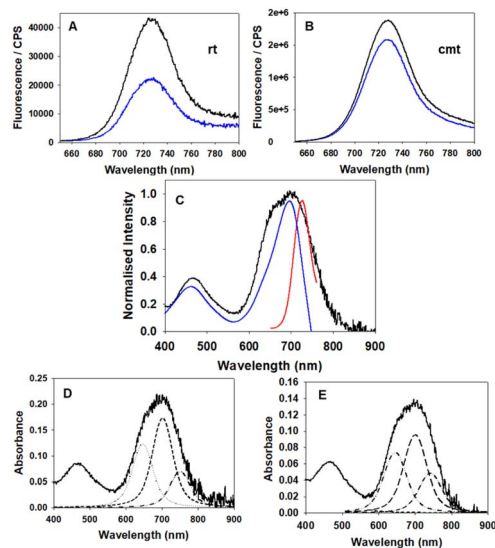 A
rt
Fluorescence / CPS
40000
30000
20000
10000
0
660 680 700 720 740 760 780 800
Wavelength (nm)
B
cmt
Fluorescence / CPS
2e+6
2e+6
1e+6
5e+5
0
660 680 700 720 740 760 780 800
Wavelength (nm)
C
Normalised Intensity
1.0
0.8
0.6
0.4
0.2
0.0
400 500 600 700 800 900
Wavelength (nm)
D
Absorbance
0.25
0.20
0.15
0.10
0.05
0.00
400 500 600 700 800 900
Wavelength (nm)
E
Absorbance
0.16
0.14
0.12
0.10
0.08
0.06
0.04
0.02
0.00
400 500 600 700 800 900
Wavelength (nm)